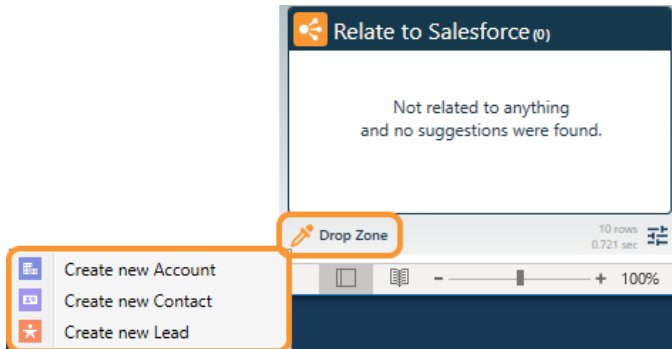 Relate to Salesforce (0)
Not related to anything
and no suggestions were found.
Drop Zone
10 rows
0.721 sec
Create new Account
Create new Contact
Create new Lead
- + 100%